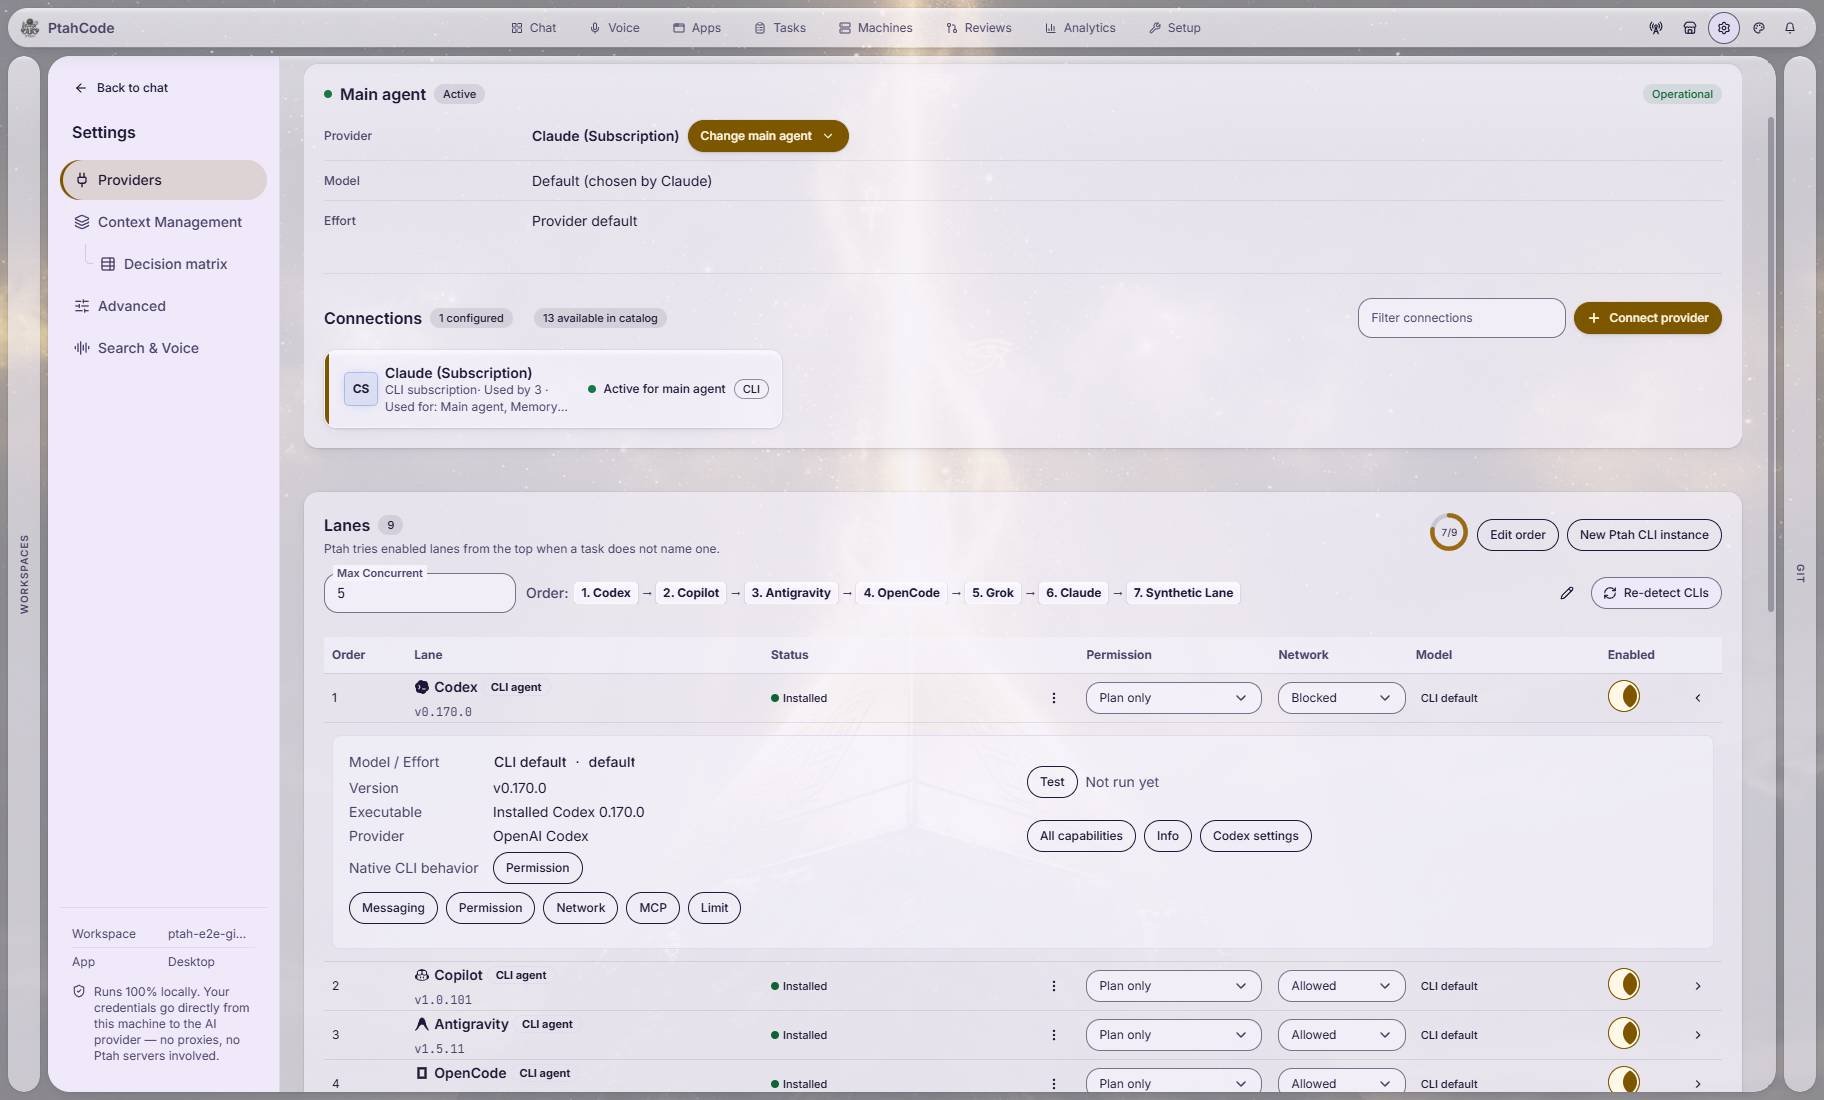 PtahCode
Chat
Voice
Apps
Tasks
Machines
Reviews
Analytics
Setup
WORKSPACES
Back to chat
Settings
Providers
Context Management
Decision matrix
Advanced
Search & Voice
Workspace ptah-e2e-gi...
App Desktop
Runs 100% locally. Your
credentials go directly from
this machine to the AI
provider — no proxies, no
Ptah servers involved.
Main agent Active Operational
Provider Claude (Subscription) Change main agent
Model Default (chosen by Claude)
Effort Provider default
Connections 1 configured 13 available in catalog Filter connections Connect provider
CS
Claude (Subscription)
CLI subscription· Used by 3 ·
Used for: Main agent, Memory...
Active for main agent CLI
Lanes 9
Ptah tries enabled lanes from the top when a task does not name one.
7/9 Edit order New Ptah CLI instance
Max Concurrent
5
Order: 1. Codex → 2. Copilot → 3. Antigravity → 4. OpenCode → 5. Grok → 6. Claude → 7. Synthetic Lane
Re-detect CLIs
Order Lane Status Permission Network Model Enabled
1 Codex CLI agent
v0.170.0
Installed Plan only Blocked CLI default
Model / Effort CLI default · default
Version v0.170.0
Executable Installed Codex 0.170.0
Provider OpenAI Codex
Native CLI behavior Permission
Messaging Permission Network MCP Limit
Test Not run yet
All capabilities Info Codex settings
2 Copilot CLI agent
v1.0.101
Installed Plan only Allowed CLI default
3 Antigravity CLI agent
v1.5.11
Installed Plan only Allowed CLI default
4 OpenCode CLI agent
Installed Plan only Allowed CLI default
GIT